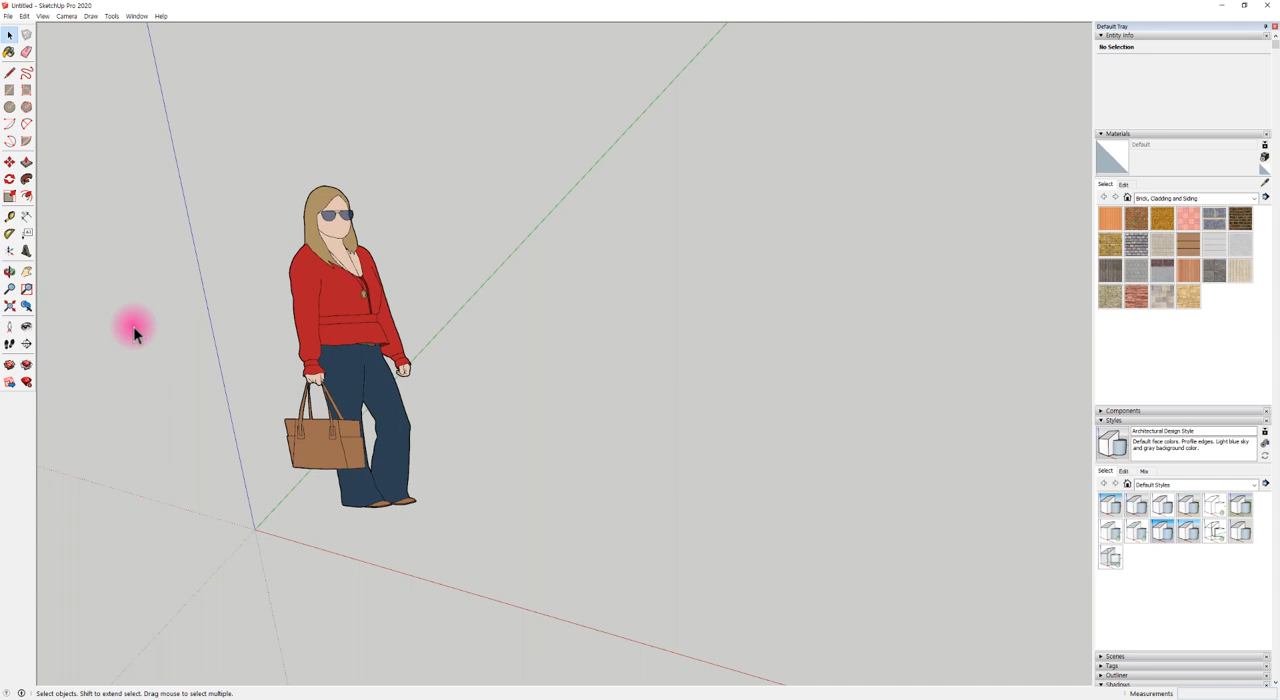 Untitled - SketchUp Pro 2020
File Edit View Camera Draw Tools Window Help
Default Tray
Entity Info
No Selection
Materials
Default
Select Edit
Brick, Cladding and Siding
Components
Styles
Architectural Design Style
Default face colors. Profile edges. Light blue sky
and gray background color.
Select Edit Mix
Default Styles
Scenes
Tags
Outliner
Shadows
Select objects. Shift to extend select. Drag mouse to select multiple.
Measurements